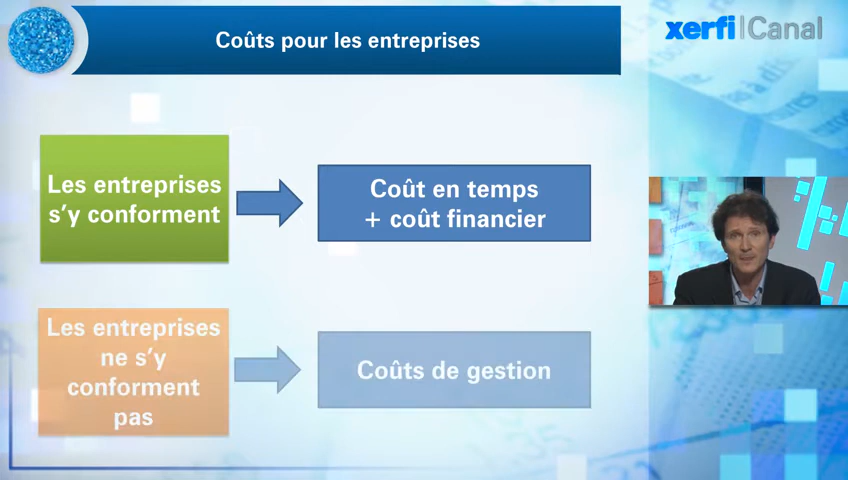 Coûts pour les entreprises
xerfi|Canal
Les entreprises
s'y conforment
Coût en temps
+ coût financier
Les entreprises
ne s'y
conforment
pas
Coûts de gestion